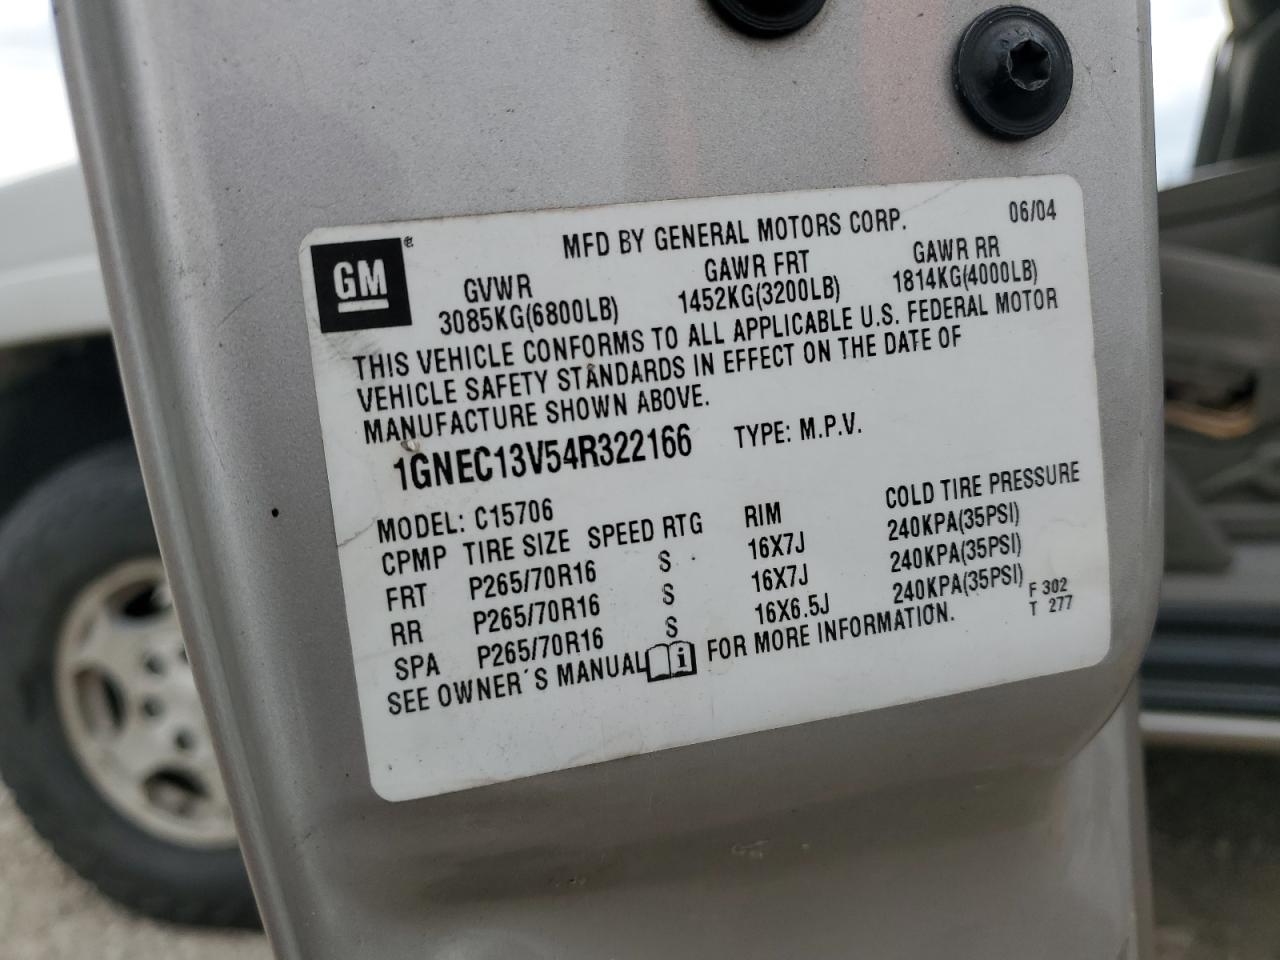 GM®
MFD BY GENERAL MOTORS CORP. 06/04
GVWR GAWR FRT GAWR RR
3085KG(6800LB) 1452KG(3200LB) 1814KG(4000LB)
THIS VEHICLE CONFORMS TO ALL APPLICABLE U.S. FEDERAL MOTOR
VEHICLE SAFETY STANDARDS IN EFFECT ON THE DATE OF
MANUFACTURE SHOWN ABOVE.
1GNEC13V54R322166 TYPE: M.P.V.
MODEL: C15706
CPMP TIRE SIZE SPEED RTG RIM COLD TIRE PRESSURE
FRT P265/70R16 S 16X7J 240KPA(35PSI)
RR P265/70R16 S 16X7J 240KPA(35PSI)
SPA P265/70R16 S 16X6.5J 240KPA(35PSI)
SEE OWNER'S MANUAL i FOR MORE INFORMATION.
F 302
T 277